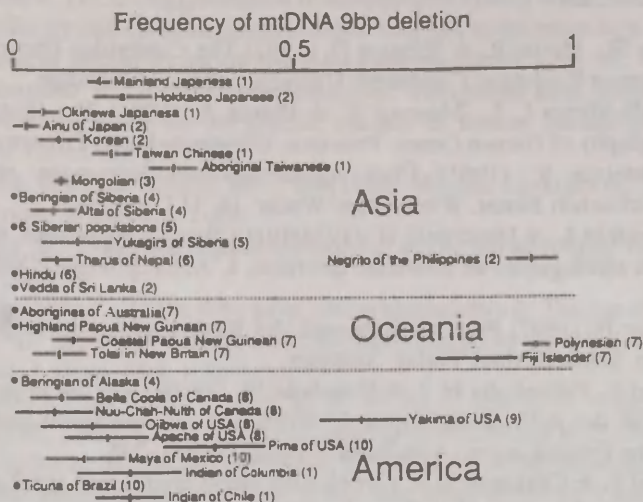 Frequency of mtDNA 9bp deletion
0 0.5 1
Mainland Japenesa (1)
Hokkaioo Japanese (2)
Okinewa Japanesa (1)
Ainu of Japan (2)
Korean (2)
Taiwan Chinese (1)
Aboriginal Taiwanese (1)
Mongolian (3)
Beringian of Siberia (4)
Asia
Altai of Siberia (4)
6 Siberian populations (5)
Yukagirs of Siberia (5)
Tharus of Nepal (6)
Negrito of the Philippines (2)
Hindu (6)
Vedda of Sri Lanka (2)
Aborigines of Australia (7)
Highland Papua New Guinean (7)
Oceania
Coastal Papua New Guinean (7)
Polynesian (7)
Tolai in New Britain (7)
Fiji Islander (7)
Beringian of Alaska (4)
Bella Coola of Canada (8)
Nuu-Chah-Nulth of Canada (8)
Yakima of USA (9)
Ojibwa of USA (8)
Apache of USA (8)
Pima of USA (10)
Maya of Mexico (10)
Indian of Columbia (1)
America
Ticuna of Brazil (10)
Indian of Chile (1)